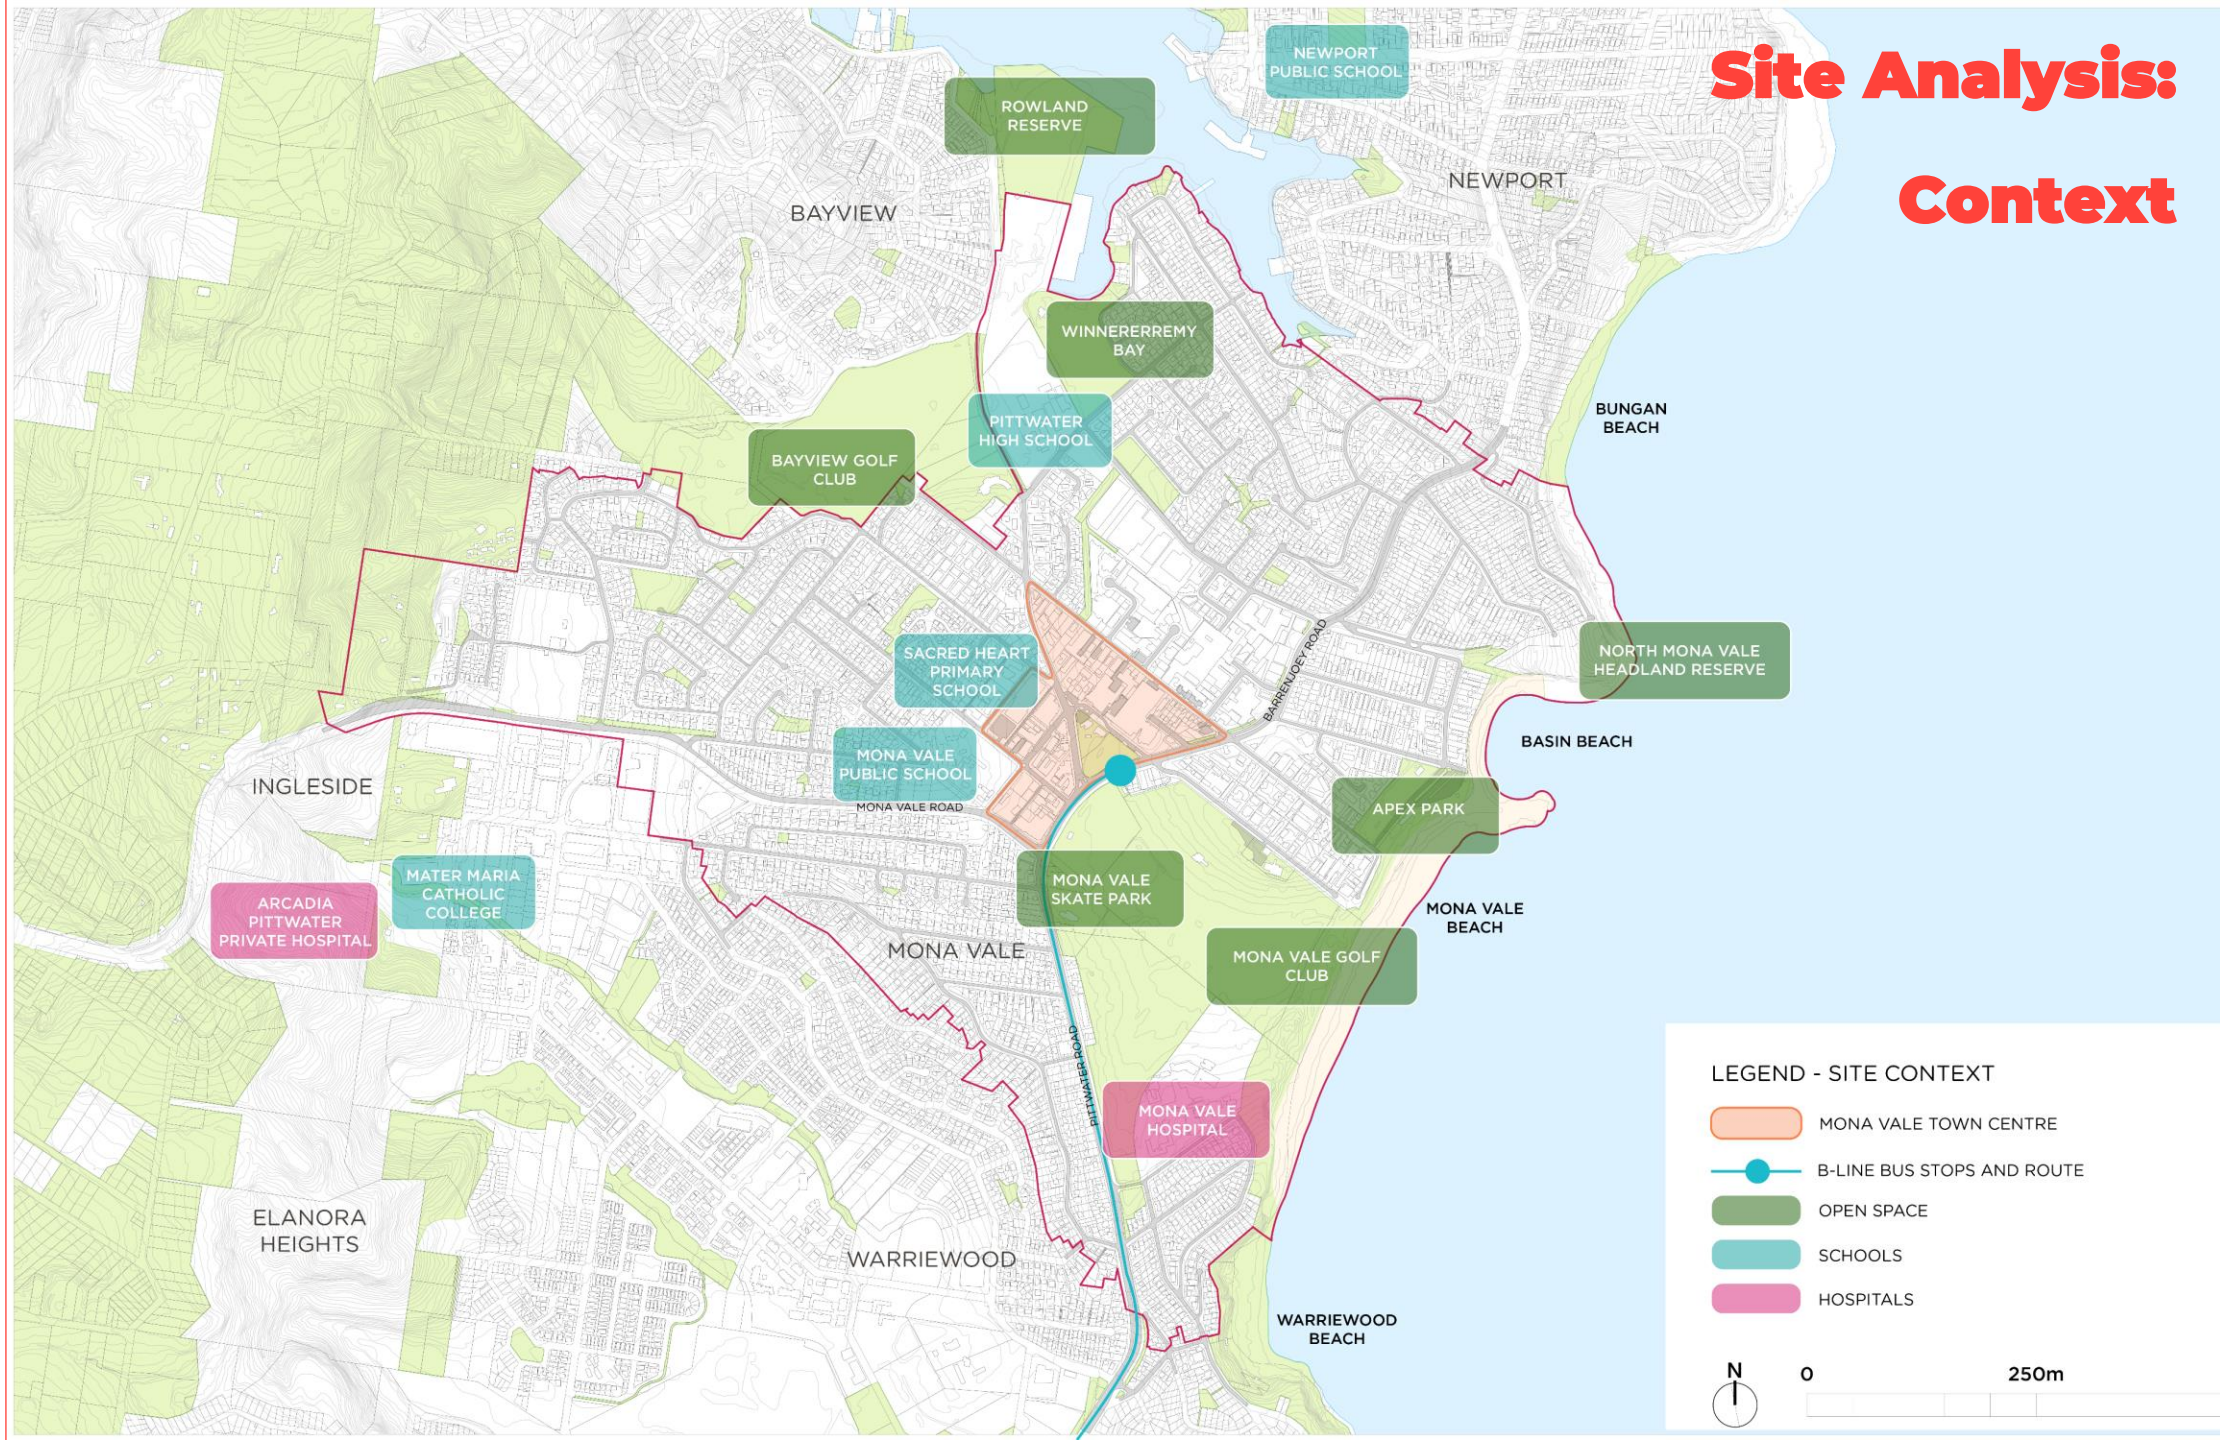 Site Analysis:
Context
NEWPORT
PUBLIC SCHOOL
ROWLAND
RESERVE
NEWPORT
BAYVIEW
WINNERERREMY
BAY
BUNGAN
BEACH
PITTWATER
HIGH SCHOOL
BAYVIEW GOLF
CLUB
NORTH MONA VALE
HEADLAND RESERVE
SACRED HEART
PRIMARY
SCHOOL
BARRENJOEY ROAD
BASIN BEACH
MONA VALE
PUBLIC SCHOOL
INGLESIDE
MONA VALE ROAD
APEX PARK
MATER MARIA
CATHOLIC
COLLEGE
MONA VALE
SKATE PARK
ARCADIA
PITTWATER
PRIVATE HOSPITAL
MONA VALE
BEACH
MONA VALE
MONA VALE GOLF
CLUB
PITTWATER ROAD
MONA VALE
HOSPITAL
ELANORA
HEIGHTS
WARRIEWOOD
WARRIEWOOD
BEACH
LEGEND - SITE CONTEXT
MONA VALE TOWN CENTRE
B-LINE BUS STOPS AND ROUTE
OPEN SPACE
SCHOOLS
HOSPITALS
N
0
250m